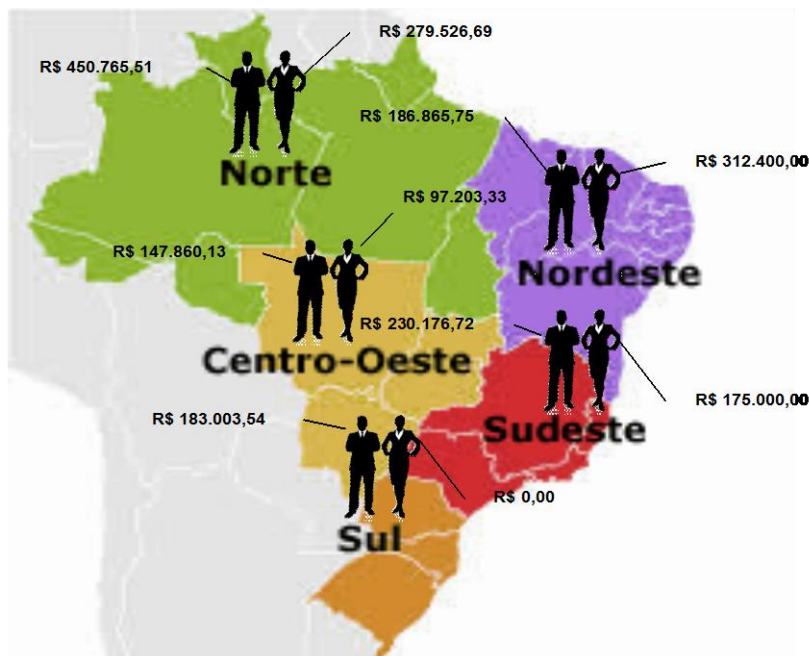 R$ 279.526,69
R$ 450.765,51
R$ 186.865,75
R$ 312.400,00
Norte
R$ 97.203,33
R$ 147.860,13
Nordeste
R$ 230.176,72
Centro-Oeste
R$ 175.000,00
R$ 183.003,54
Sudeste
R$ 0,00
Sul